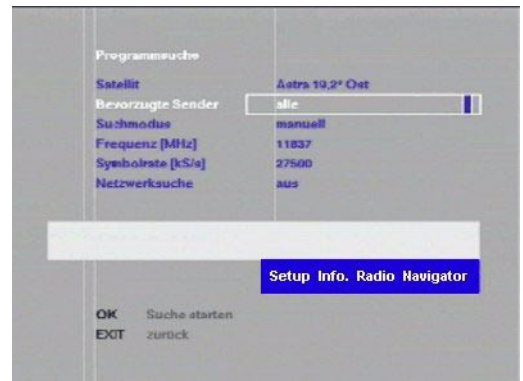 Programmsuche
Satellit Astra 19,2° Ost
Bevorzugte Sender alle
Suchmodus manuell
Frequenz [MHz] 11837
Symbolrate [kS/s] 27500
Netzwerksuche aus
Setup Info. Radio Navigator
OK Suche starten
EXIT zurück